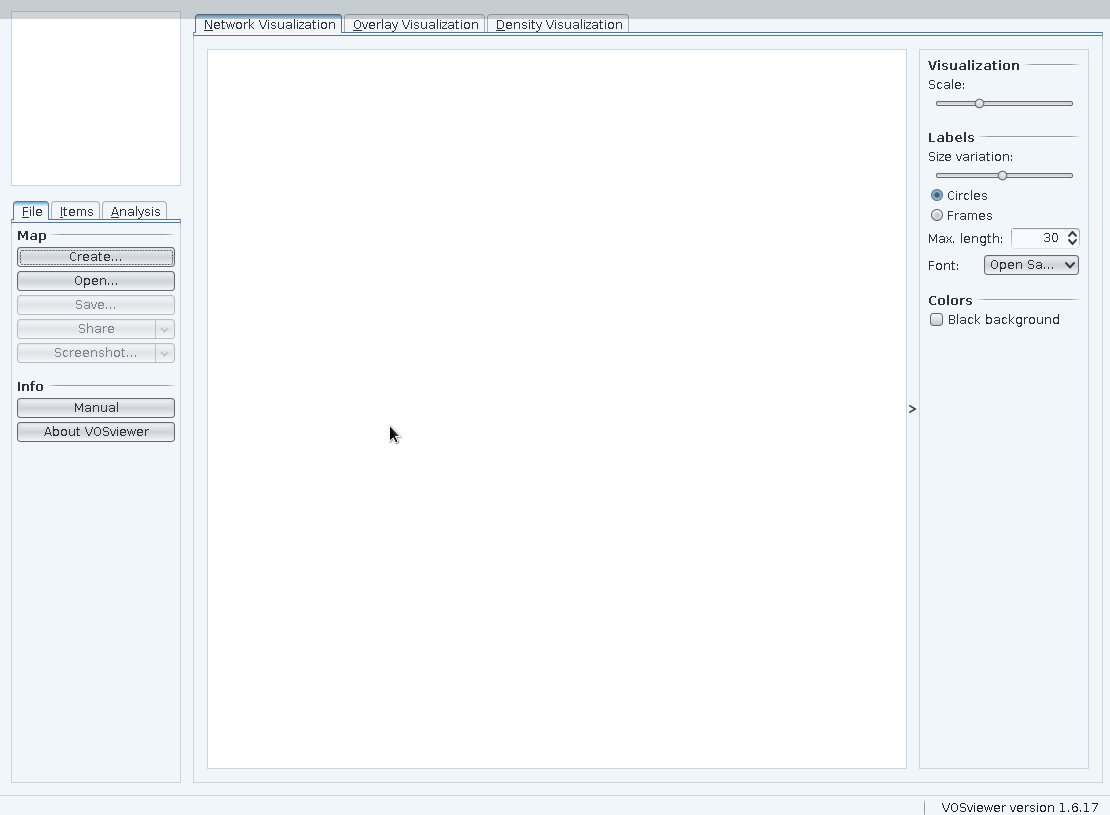 Network Visualization
Overlay Visualization
Density Visualization
File
Items
Analysis
Map
Create...
Open...
Save...
Share
Screenshot...
Info
Manual
About VOSviewer
>
Visualization
Scale:
Labels
Size variation:
Circles
Frames
Max. length: 30
Font: Open Sa...
Colors
Black background
VOSviewer version 1.6.17